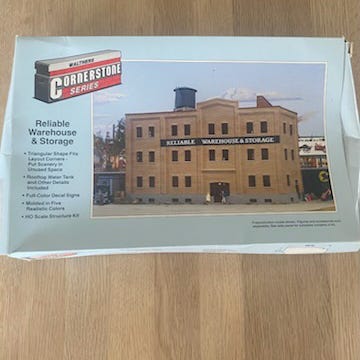 WALTHERS
CORNERSTONE
SERIES
Reliable
Warehouse
& Storage
• Triangular Shape Fits
Layout Corners -
Put Scenery in
Unused Space
• Rooftop Water Tank
and Other Details
Included
• Full-Color Decal Signs
• Molded in Five
Realistic Colors
• HO Scale Structure Kit
RELIABLE WAREHOUSE & STORAGE